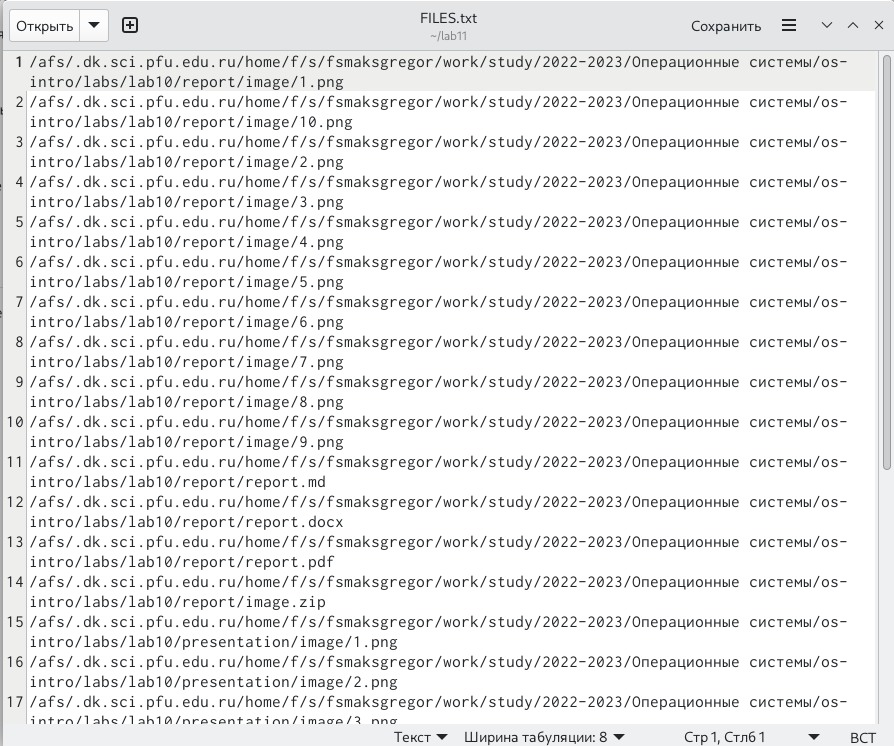 Открыть
FILES.txt
~/lab11
Сохранить
1 /afs/.dk.sci.pfu.edu.ru/home/f/s/fsmaksgregor/work/study/2022-2023/Операционные системы/os-
intro/labs/lab10/report/image/1.png
2 /afs/.dk.sci.pfu.edu.ru/home/f/s/fsmaksgregor/work/study/2022-2023/Операционные системы/os-
intro/labs/lab10/report/image/10.png
3 /afs/.dk.sci.pfu.edu.ru/home/f/s/fsmaksgregor/work/study/2022-2023/Операционные системы/os-
intro/labs/lab10/report/image/2.png
4 /afs/.dk.sci.pfu.edu.ru/home/f/s/fsmaksgregor/work/study/2022-2023/Операционные системы/os-
intro/labs/lab10/report/image/3.png
5 /afs/.dk.sci.pfu.edu.ru/home/f/s/fsmaksgregor/work/study/2022-2023/Операционные системы/os-
intro/labs/lab10/report/image/4.png
6 /afs/.dk.sci.pfu.edu.ru/home/f/s/fsmaksgregor/work/study/2022-2023/Операционные системы/os-
intro/labs/lab10/report/image/5.png
7 /afs/.dk.sci.pfu.edu.ru/home/f/s/fsmaksgregor/work/study/2022-2023/Операционные системы/os-
intro/labs/lab10/report/image/6.png
8 /afs/.dk.sci.pfu.edu.ru/home/f/s/fsmaksgregor/work/study/2022-2023/Операционные системы/os-
intro/labs/lab10/report/image/7.png
9 /afs/.dk.sci.pfu.edu.ru/home/f/s/fsmaksgregor/work/study/2022-2023/Операционные системы/os-
intro/labs/lab10/report/image/8.png
10 /afs/.dk.sci.pfu.edu.ru/home/f/s/fsmaksgregor/work/study/2022-2023/Операционные системы/os-
intro/labs/lab10/report/image/9.png
11 /afs/.dk.sci.pfu.edu.ru/home/f/s/fsmaksgregor/work/study/2022-2023/Операционные системы/os-
intro/labs/lab10/report/report.md
12 /afs/.dk.sci.pfu.edu.ru/home/f/s/fsmaksgregor/work/study/2022-2023/Операционные системы/os-
intro/labs/lab10/report/report.docx
13 /afs/.dk.sci.pfu.edu.ru/home/f/s/fsmaksgregor/work/study/2022-2023/Операционные системы/os-
intro/labs/lab10/report/report.pdf
14 /afs/.dk.sci.pfu.edu.ru/home/f/s/fsmaksgregor/work/study/2022-2023/Операционные системы/os-
intro/labs/lab10/report/image.zip
15 /afs/.dk.sci.pfu.edu.ru/home/f/s/fsmaksgregor/work/study/2022-2023/Операционные системы/os-
intro/labs/lab10/presentation/image/1.png
16 /afs/.dk.sci.pfu.edu.ru/home/f/s/fsmaksgregor/work/study/2022-2023/Операционные системы/os-
intro/labs/lab10/presentation/image/2.png
17 /afs/.dk.sci.pfu.edu.ru/home/f/s/fsmaksgregor/work/study/2022-2023/Операционные системы/os-
intro/labs/lab10/presentation/image/3.png
Текст Ширина табуляции: 8 Стр 1, Стлб 1 ВСТ